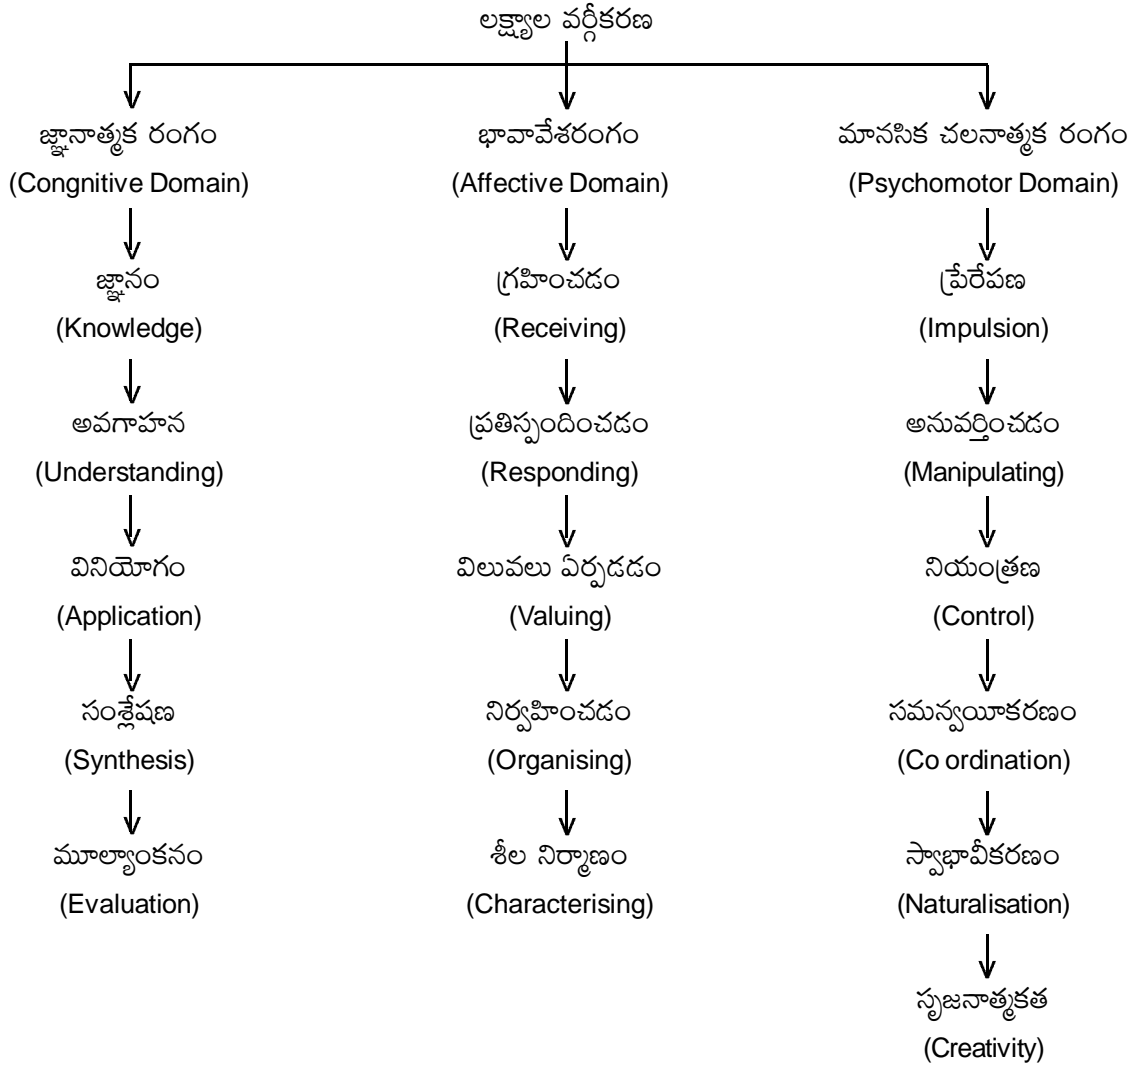 లక్ష్యాల వర్గీకరణ
జ్ఞానాత్మక రంగం
(Congnitive Domain)
జ్ఞానం
(Knowledge)
అవగాహన
(Understanding)
వినియోగం
(Application)
సంశ్లేషణ
(Synthesis)
మూల్యాంకనం
(Evaluation)
భావావేశరంగం
(Affective Domain)
గ్రహించడం
(Receiving)
ప్రతిస్పందించడం
(Responding)
విలువలు ఏర్పడడం
(Valuing)
నిర్వహించడం
(Organising)
శీల నిర్మాణం
(Characterising)
మానసిక చలనాత్మక రంగం
(Psychomotor Domain)
ప్రేరేపణ
(Impulsion)
అనువర్తించడం
(Manipulating)
నియంత్రణ
(Control)
సమన్వయీకరణం
(Co ordination)
స్వాభావీకరణం
(Naturalisation)
సృజనాత్మకత
(Creativity)